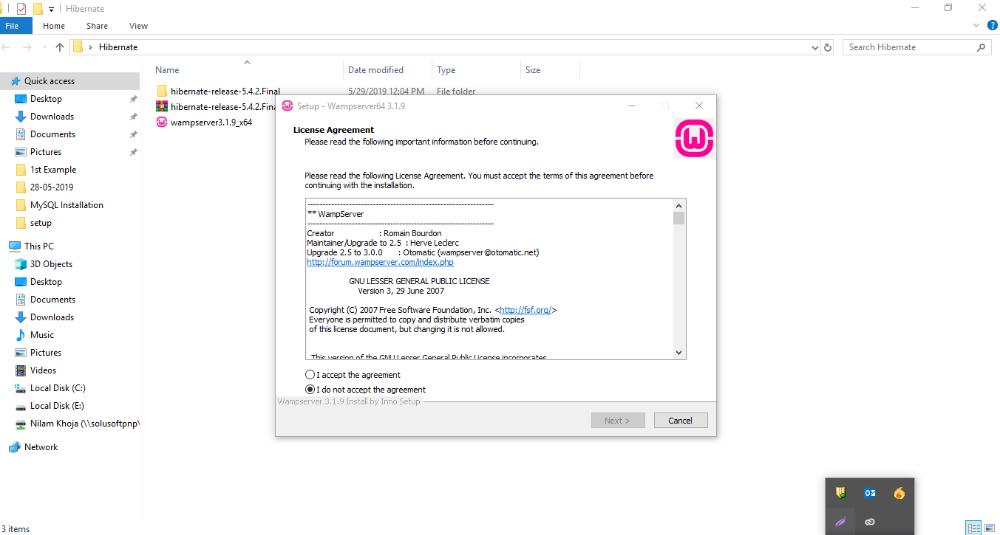 Hibernate
File Home Share View
Hibernate
Search Hibernate
Name Date modified Type Size
Quick access
Desktop
Downloads
Documents
Pictures
1st Example
28-05-2019
MySQL Installation
setup
This PC
3D Objects
Desktop
Documents
Downloads
Music
Pictures
Videos
Local Disk (C:)
Local Disk (E:)
Nilam Khoja (\\solusoftpnp\
Network
hibernate-release-5.4.2.Final 5/29/2019 12:04 PM File folder
hibernate-release-5.4.2.Fina
wampserver3.1.9_x64
Setup - Wampserver64 3.1.9
License Agreement
Please read the following important information before continuing.
Please read the following License Agreement. You must accept the terms of this agreement before
continuing with the installation.
---------------------------------------------------------------
** WampServer
---------------------------------------------------------------
Creator : Romain Bourdon
Maintainer/Upgrade to 2.5 : Herve Leclerc
Upgrade 2.5 to 3.0.0 : Otomatic (wampserver@otomatic.net)
http://forum.wampserver.com/index.php
GNU LESSER GENERAL PUBLIC LICENSE
Version 3, 29 June 2007
Copyright (C) 2007 Free Software Foundation, Inc. <http://fsf.org/>
Everyone is permitted to copy and distribute verbatim copies
of this license document, but changing it is not allowed.
This version of the GNU Lesser General Public License incorporates
I accept the agreement
I do not accept the agreement
Wampserver 3.1.9 Install by Inno Setup
Next > Cancel
3 items